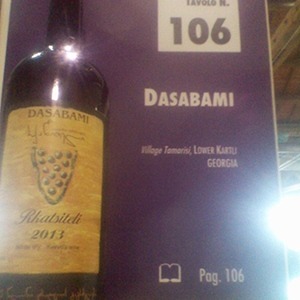 TAVOLO N.
106
DASABAMI
Village Tamarisi, LOWER KARTLI
GEORGIA
Pag. 106
DASABAMI
Rkatsiteli
2013